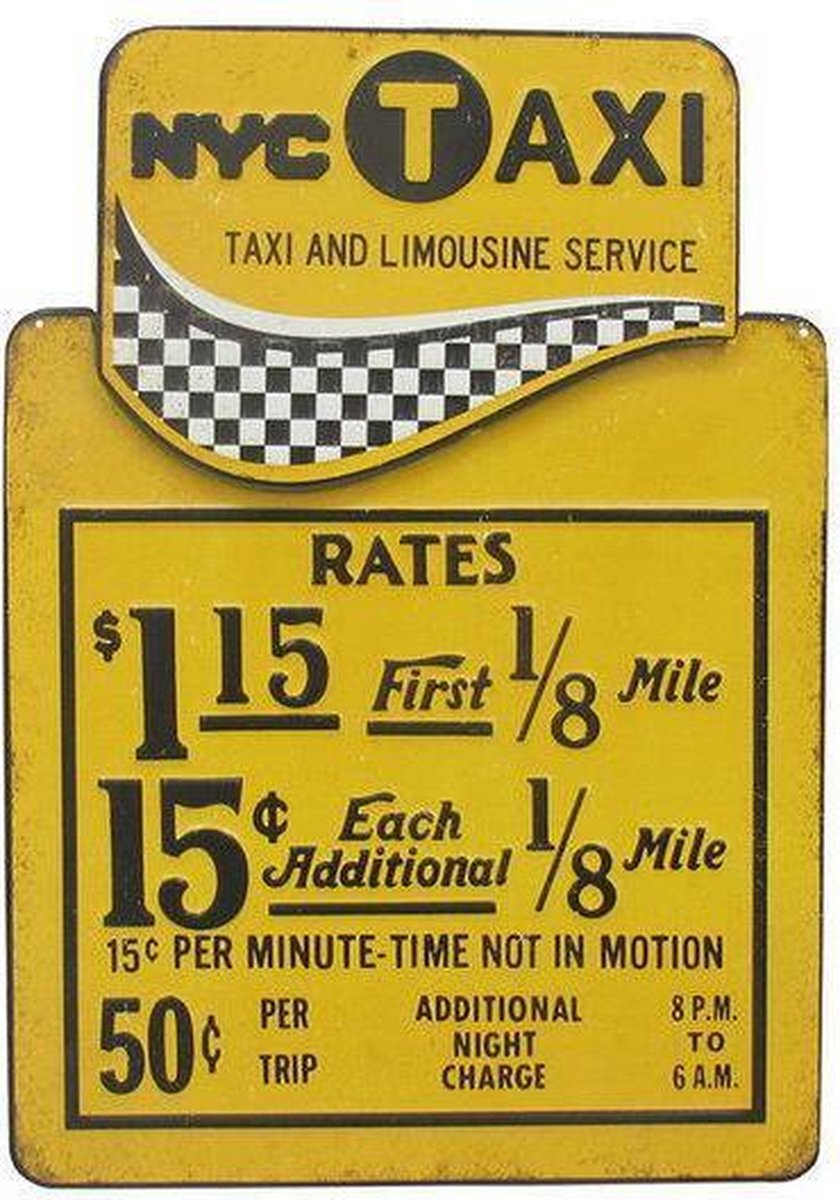 NYC TAXI
TAXI AND LIMOUSINE SERVICE
RATES
$1 15 First 1/8 Mile
15¢ Each Additional 1/8 Mile
15¢ PER MINUTE-TIME NOT IN MOTION
50¢ PER TRIP ADDITIONAL NIGHT CHARGE 8 P.M. TO 6 A.M.